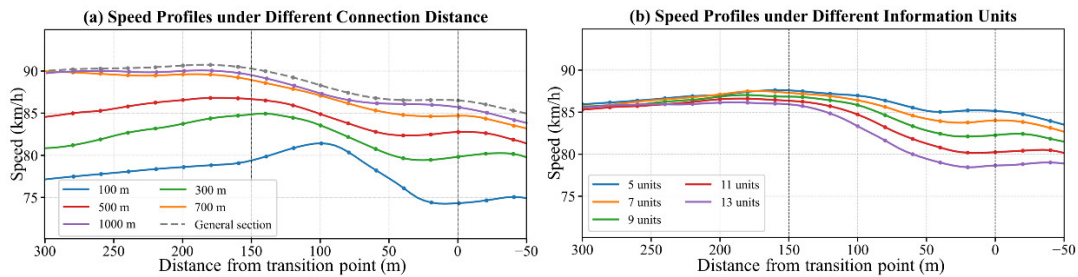 (a) Speed Profiles under Different Connection Distance
Speed (km/h)
90
85
80
75
100 m
500 m
1000 m
300 m
700 m
General section
300
250
200
150
100
50
0
−50
Distance from transition point (m)
(b) Speed Profiles under Different Information Units
Speed (km/h)
90
85
80
75
5 units
7 units
9 units
11 units
13 units
300
250
200
150
100
50
0
−50
Distance from transition point (m)